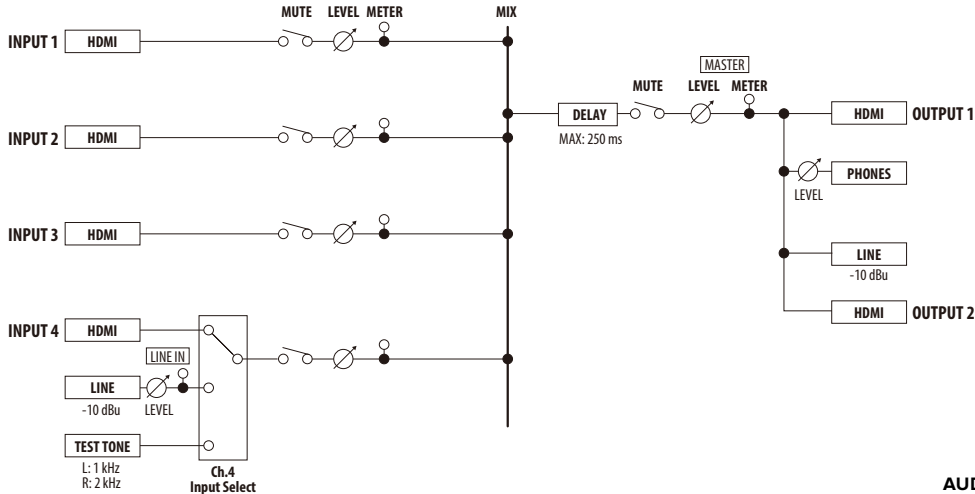 MUTE LEVEL METER MIX
INPUT 1 HDMI
MASTER
MUTE LEVEL METER
DELAY HDMI OUTPUT 1
MAX: 250 ms
INPUT 2 HDMI
PHONES
LEVEL
INPUT 3 HDMI
LINE
-10 dBu
HDMI OUTPUT 2
INPUT 4 HDMI
LINE IN
LINE
-10 dBu LEVEL
TEST TONE
L: 1 kHz
R: 2 kHz
Ch.4
Input Select